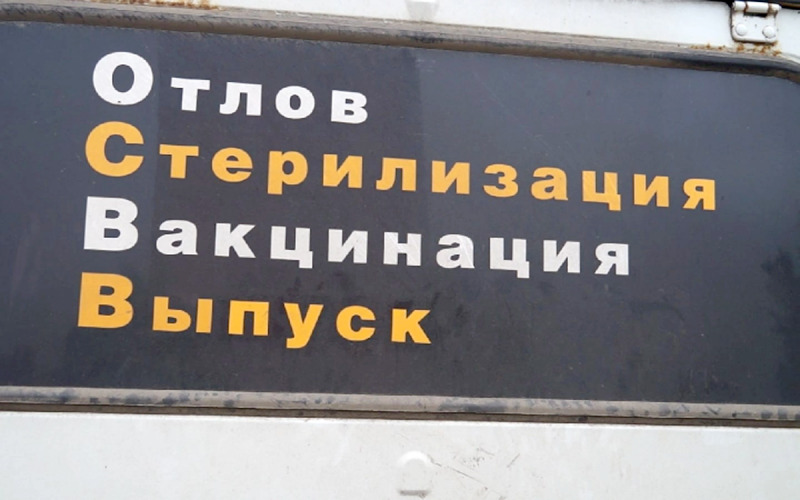 Отлов
Стерилизация
Вакцинация
Выпуск